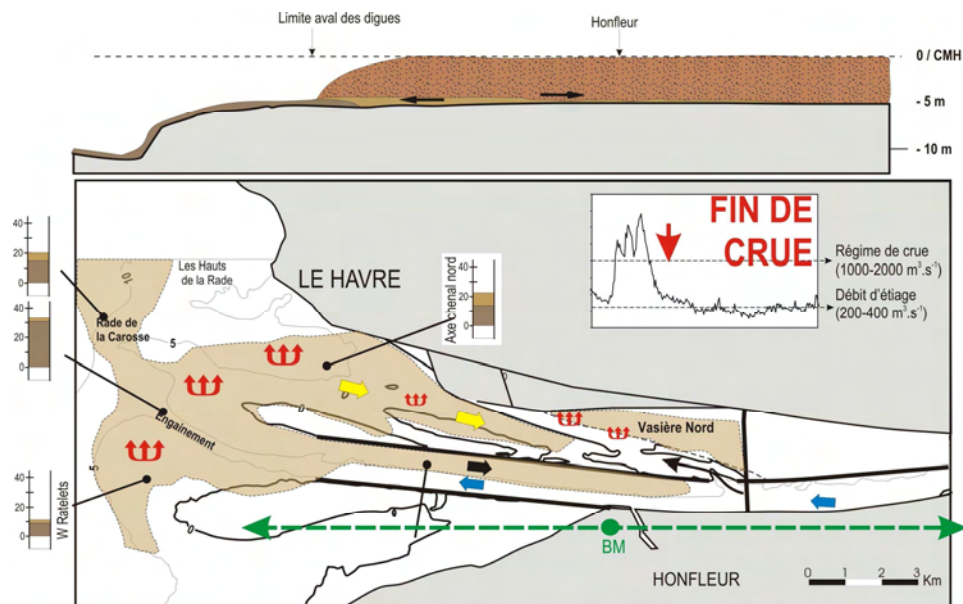 Limite aval des digues
Honfleur
0 / CMH
- 5 m
- 10 m
FIN DE
CRUE
Régime de crue
(1000-2000 m³.s⁻¹)
Débit d'étiage
(200-400 m³.s⁻¹)
40
20
0
Les Hauts
de la Rade
LE HAVRE
Axe chenal nord
40
20
0
10
Rade de
la Carosse
5
40
20
0
0
0
0
Vasière Nord
Engainement
5
40
20
0
W Ratelets
BM
HONFLEUR
0 1 2 3
Km